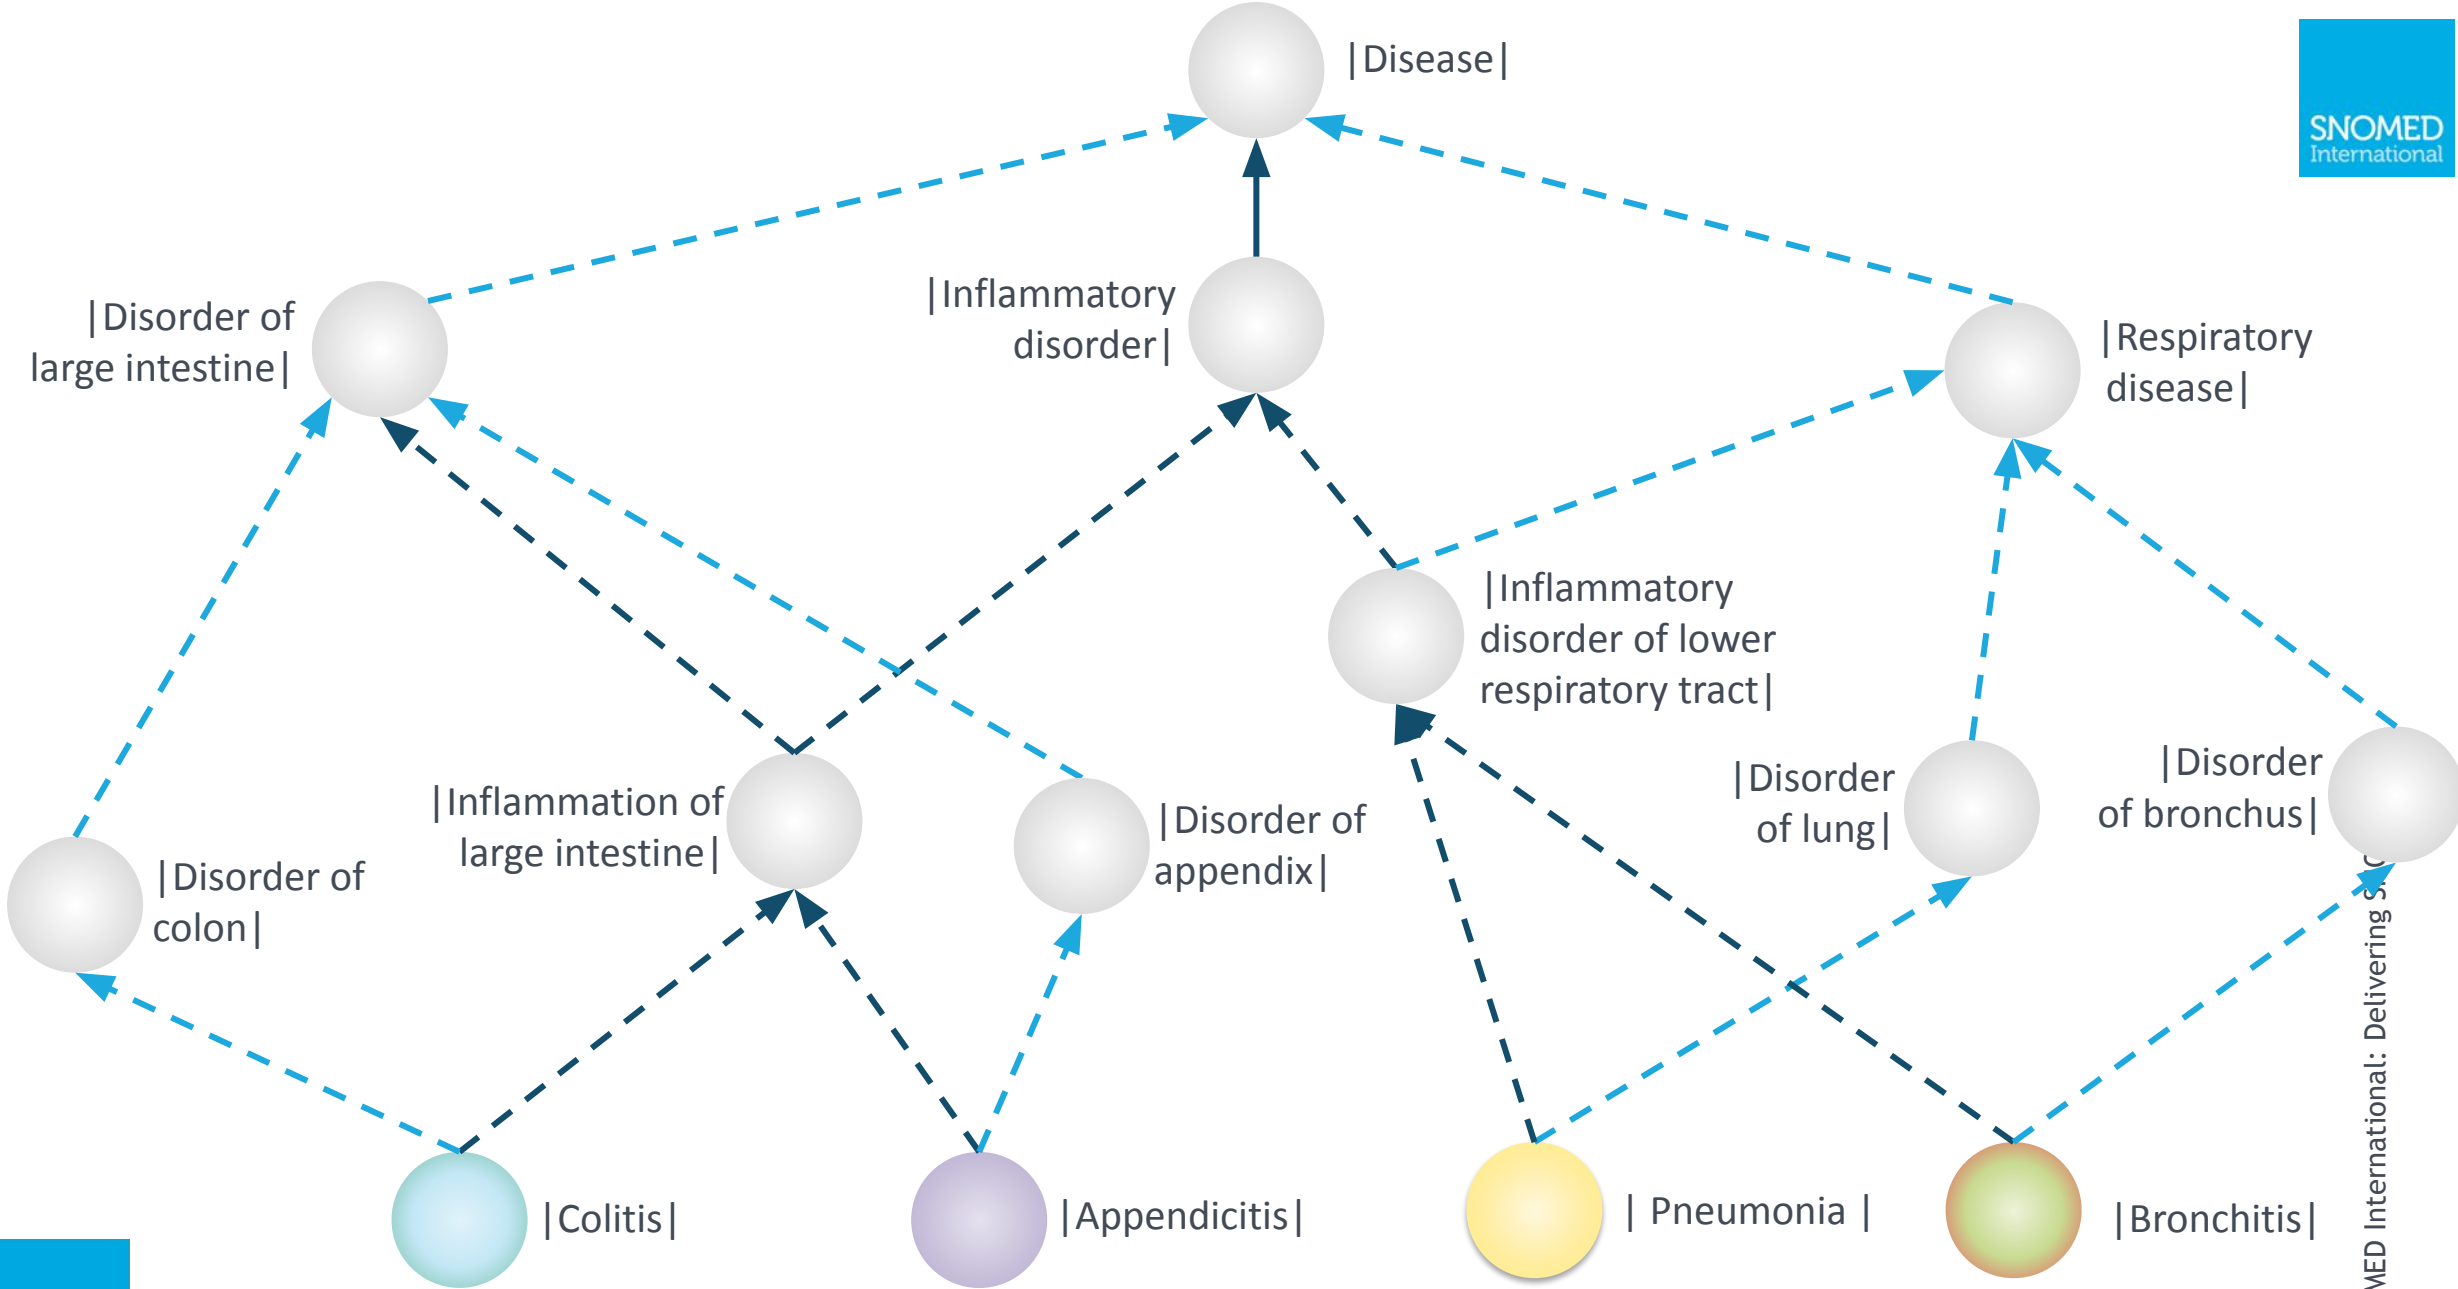 |Disease|
SNOMED
International
|Disorder of
large intestine|
|Inflammatory
disorder|
|Respiratory
disease|
|Inflammatory
disorder of lower
respiratory tract|
|Disorder of
colon|
|Inflammation of
large intestine|
|Disorder of
appendix|
|Disorder
of lung|
|Disorder
of bronchus|
|Colitis|
|Appendicitis|
| Pneumonia |
|Bronchitis|
International: Delivering